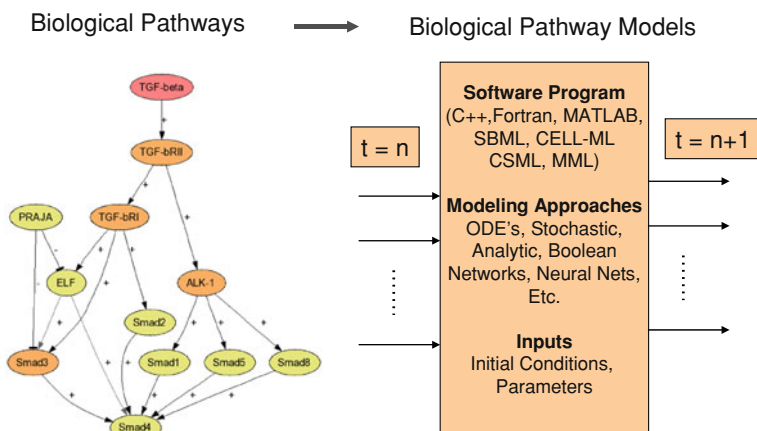 Biological Pathways
Biological Pathway Models
TGF-beta
+
TGF-bRII
+
+
PRAJA
TGF-bRI
-
+
+
-
ELF
ALK-1
+
+
Smad2
+
+
+
Smad3
+
Smad1
Smad5
Smad8
+
+
+
+
+
Smad4
t = n
Software Program
(C++,Fortran, MATLAB,
SBML, CELL-ML
CSML, MML)
Modeling Approaches
ODE's, Stochastic,
Analytic, Boolean
Networks, Neural Nets,
Etc.
Inputs
Initial Conditions,
Parameters
t = n+1